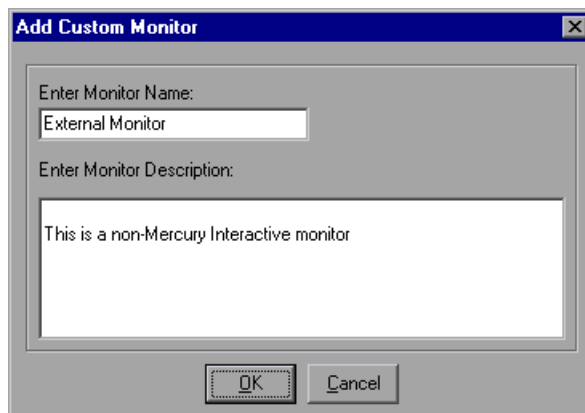 Add Custom Monitor
Enter Monitor Name:
External Monitor
Enter Monitor Description:
This is a non-Mercury Interactive monitor
OK Cancel